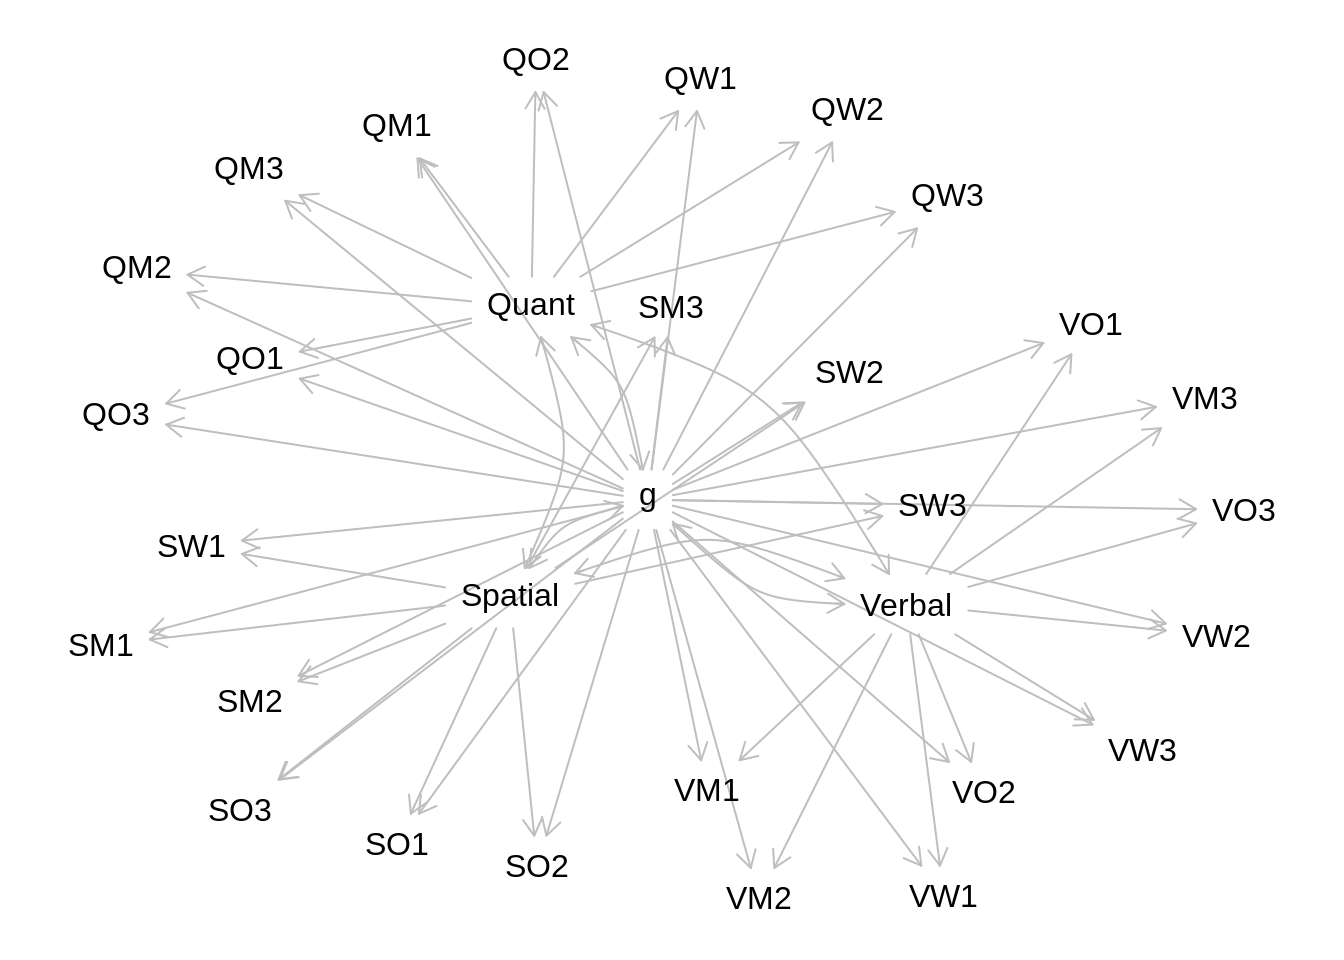 QO2
QW1
QW2
QM1
QM3
QW3
QM2
Quant
SM3
VO1
QO1
SW2
VM3
QO3
g
SW3
VO3
SW1
Spatial
Verbal
SM1
VW2
SM2
VW3
VM1
VO2
SO3
SO1
SO2
VM2
VW1